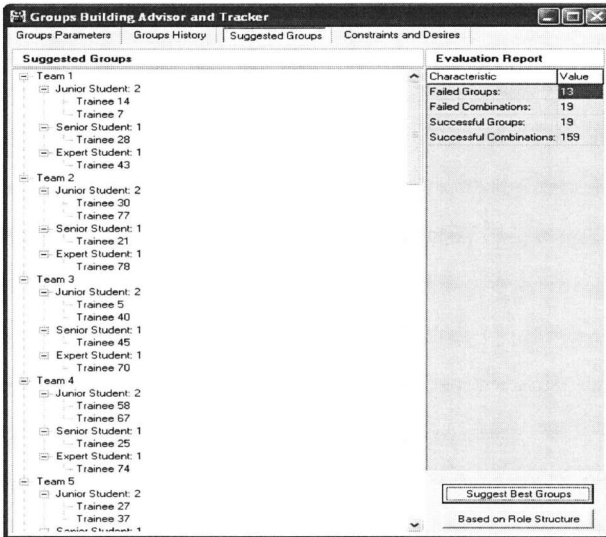 Groups Building Advisor and Tracker
Groups Parameters Groups History Suggested Groups Constraints and Desires
Suggested Groups
Team 1
Junior Student: 2
Trainee 14
Trainee 7
Senior Student: 1
Trainee 28
Expert Student: 1
Trainee 43
Team 2
Junior Student: 2
Trainee 30
Trainee 77
Senior Student: 1
Trainee 21
Expert Student: 1
Trainee 78
Team 3
Junior Student: 2
Trainee 5
Trainee 40
Senior Student: 1
Trainee 45
Expert Student: 1
Trainee 70
Team 4
Junior Student: 2
Trainee 58
Trainee 67
Senior Student: 1
Trainee 25
Expert Student: 1
Trainee 74
Team 5
Junior Student: 2
Trainee 27
Trainee 37
Senior Student: 1
Evaluation Report
Characteristic Value
Failed Groups: 13
Failed Combinations: 19
Successful Groups: 19
Successful Combinations: 159
Suggest Best Groups
Based on Role Structure